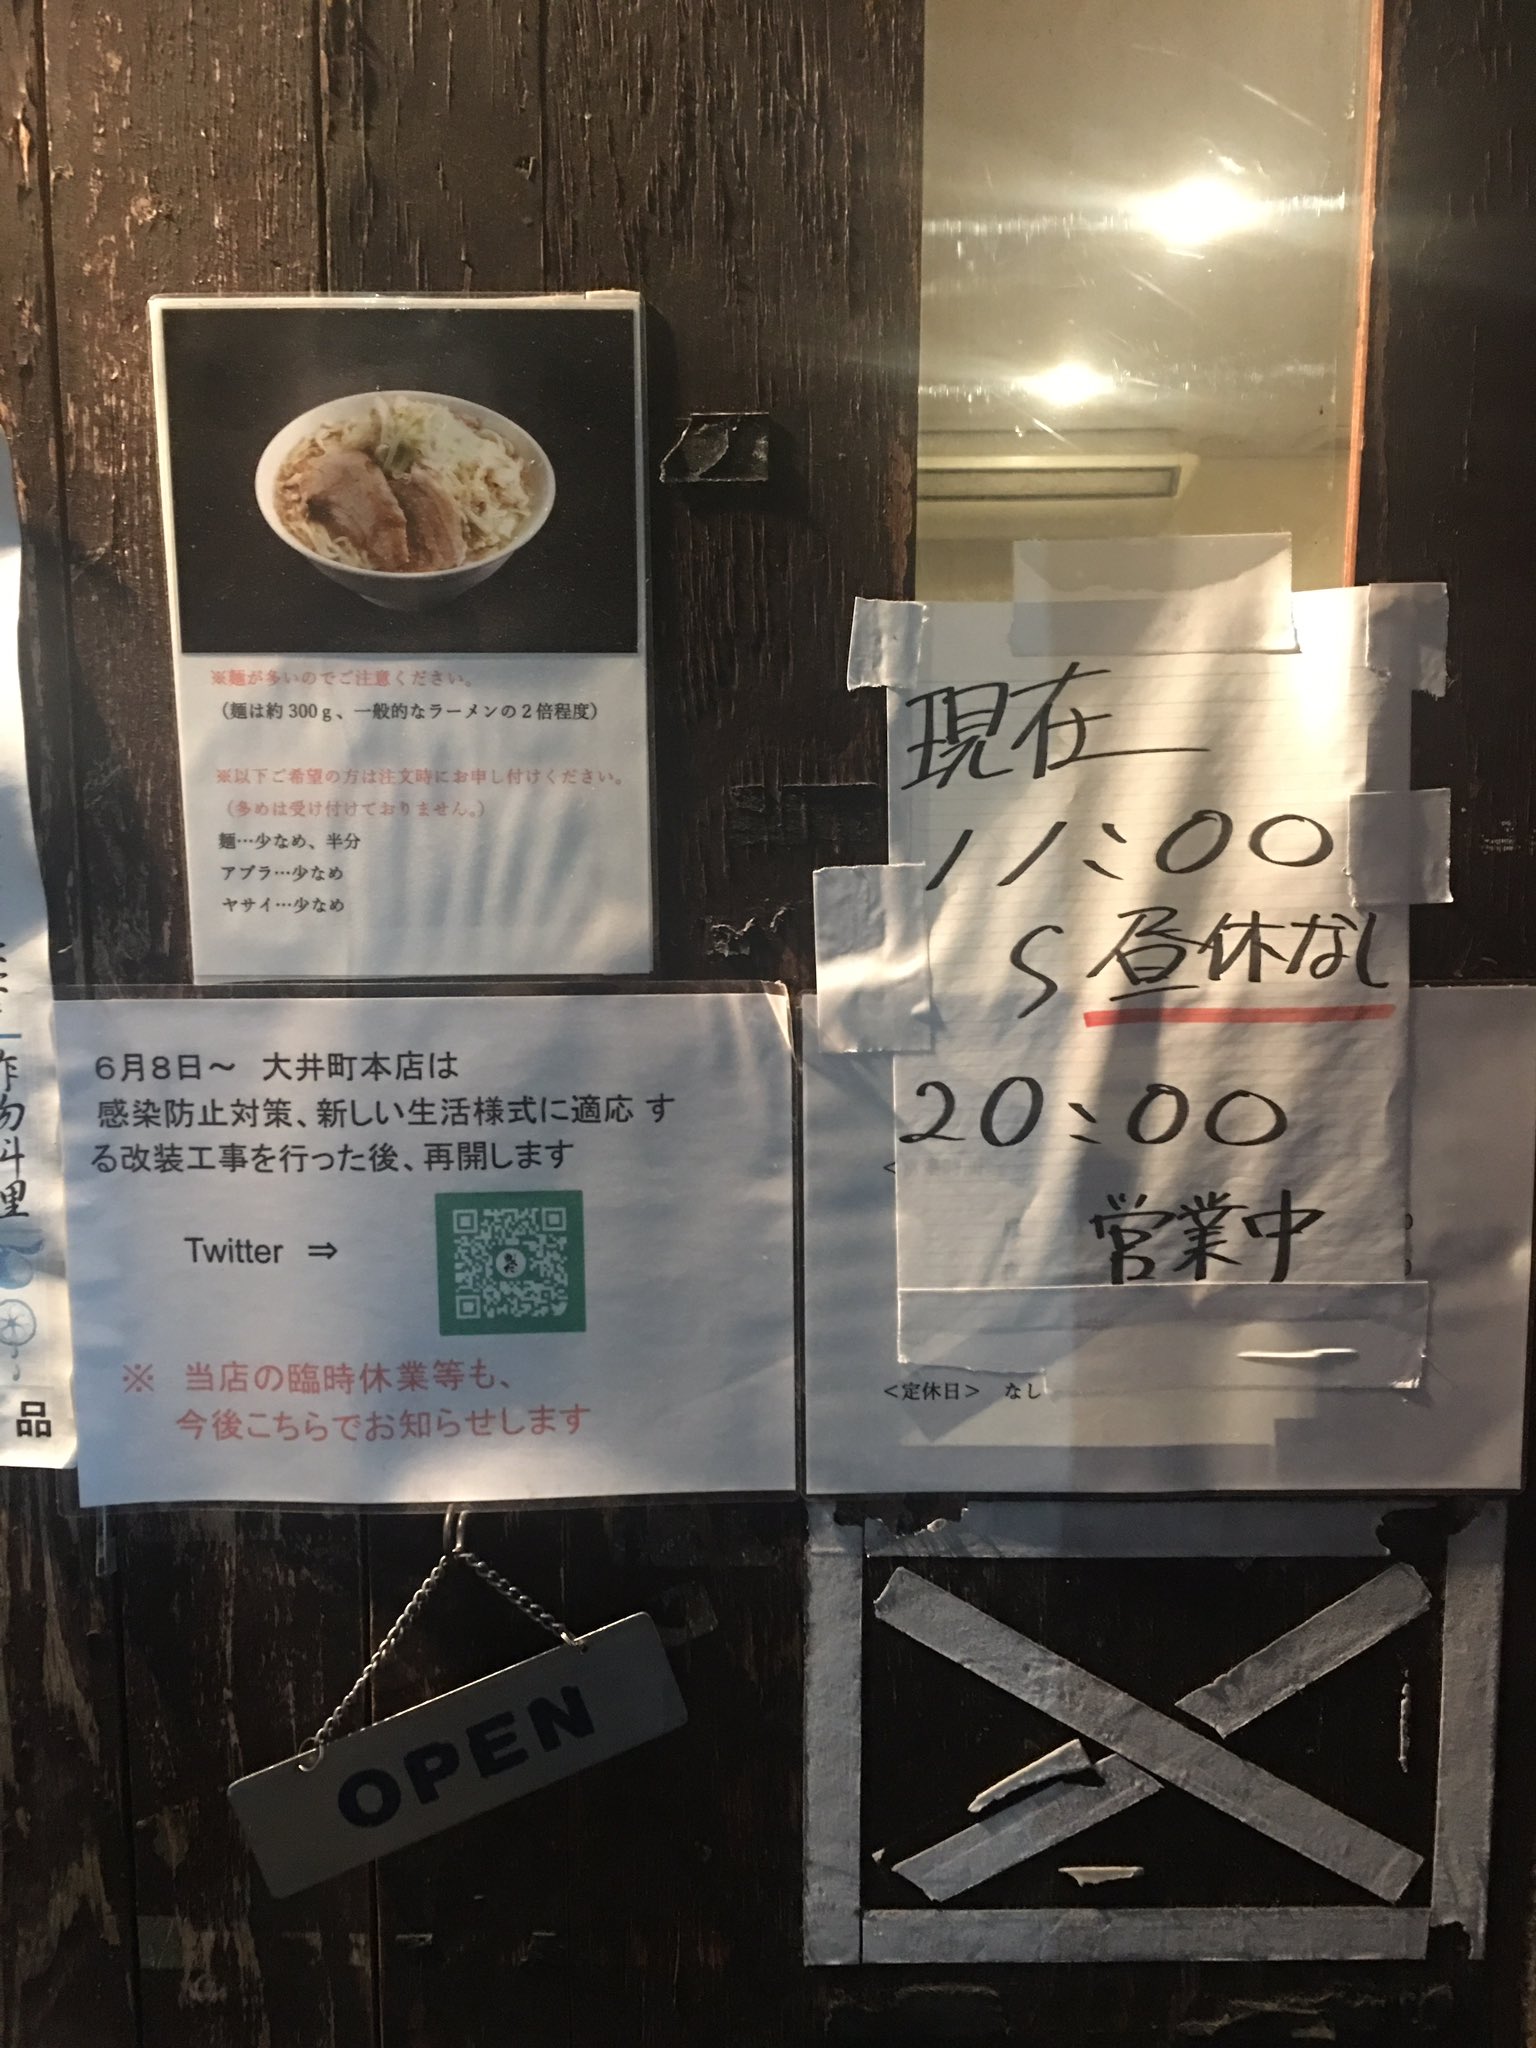 ※麺が多いのでご注意ください。
（麺は約300ｇ、一般的なラーメンの２倍程度）
※以下ご希望の方は注文時にお申し付けください。
（多めは受け付けておりません。）
麺…少なめ、半分
アブラ…少なめ
ヤサイ…少なめ
現在
11:00
S 昼休なし
20:00
営業中
6月8日～　大井町本店は
感染防止対策、新しい生活様式に適応 す
る改装工事を行った後、再開します
Twitter ⇒
※　当店の臨時休業等も、
今後こちらでお知らせします
＜定休日＞　なし
品
OPEN